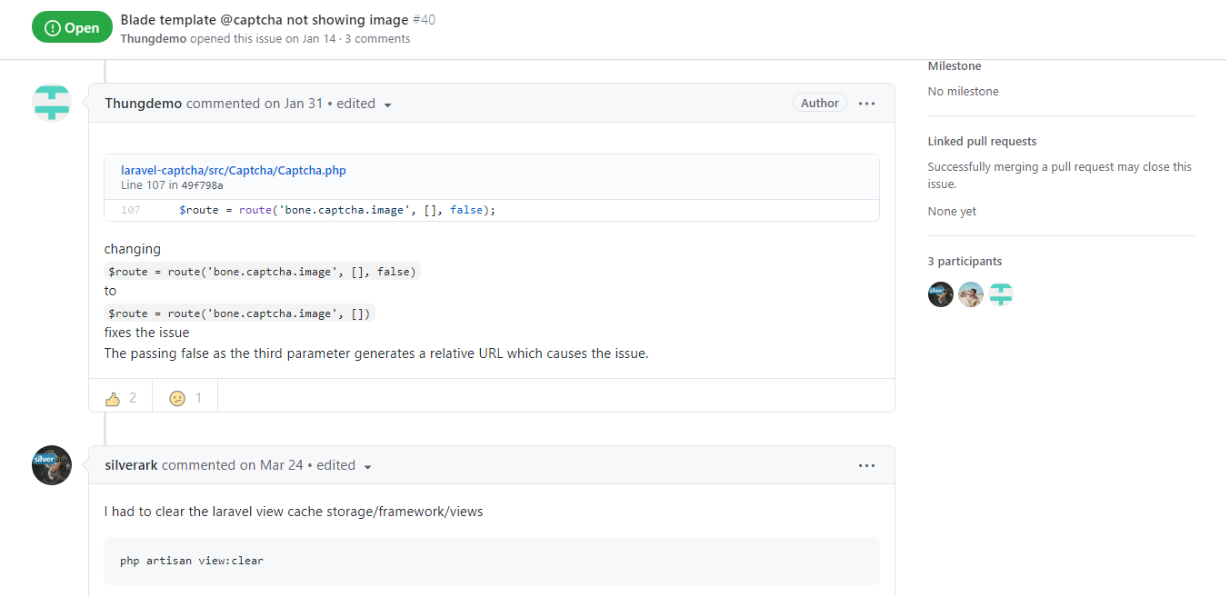 Open
Blade template @captcha not showing image #40
Thungdemo opened this issue on Jan 14 · 3 comments
Milestone
No milestone
Linked pull requests
Successfully merging a pull request may close this
issue.
None yet
3 participants
Thungdemo commented on Jan 31 • edited
Author
laravel-captcha/src/Captcha/Captcha.php
Line 107 in 49f798a
107 $route = route('bone.captcha.image', [], false);
changing
$route = route('bone.captcha.image', [], false)
to
$route = route('bone.captcha.image', [])
fixes the issue
The passing false as the third parameter generates a relative URL which causes the issue.
2
1
silver
silverark commented on Mar 24 • edited
I had to clear the laravel view cache storage/framework/views
php artisan view:clear